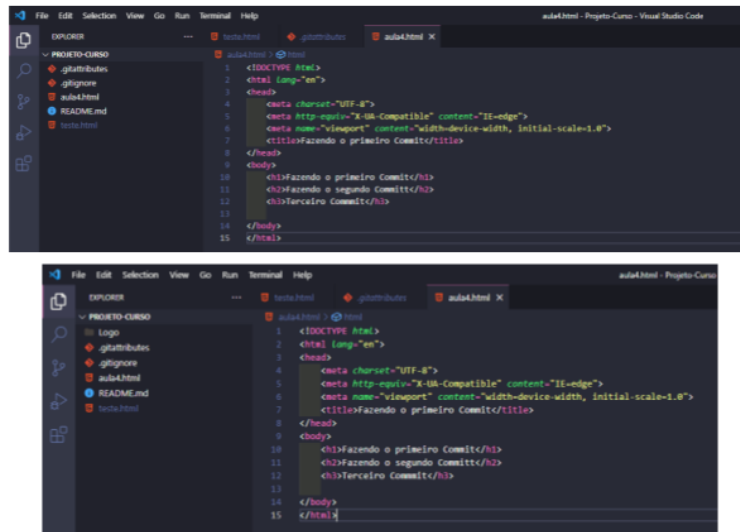 File Edit Selection View Go Run Terminal Help aula4.html - Projeto-Curso - Visual Studio Code
EXPLORER ... testa.html .gitattributes aula4.html ×
PROJETO-CURSO aula4.html > html
.gitattributes
.gitignore
aula4.html
README.md
testa.html
1 <!DOCTYPE html>
2 <html lang="en">
3 <head>
4 <meta charset="UTF-8">
5 <meta http-equiv="X-UA-Compatible" content="IE=edge">
6 <meta name="viewport" content="width=device-width, initial-scale=1.0">
7 <title>Fazendo o primeiro Commit</title>
8 </head>
9 <body>
10 <h1>Fazendo o primeiro Commit</h1>
11 <h2>Fazendo o segundo Committ</h2>
12 <h3>Terceiro Commmit</h3>
13
14 </body>
15 </html>
File Edit Selection View Go Run Terminal Help aula4.html - Projeto-Curso
EXPLORER ... testa.html .gitattributes aula4.html ×
PROJETO-CURSO aula4.html > html
Logo
.gitattributes
.gitignore
aula4.html
README.md
testa.html
1 <!DOCTYPE html>
2 <html lang="en">
3 <head>
4 <meta charset="UTF-8">
5 <meta http-equiv="X-UA-Compatible" content="IE=edge">
6 <meta name="viewport" content="width=device-width, initial-scale=1.0">
7 <title>Fazendo o primeiro Commit</title>
8 </head>
9 <body>
10 <h1>Fazendo o primeiro Commit</h1>
11 <h2>Fazendo o segundo Committ</h2>
12 <h3>Terceiro Commmit</h3>
13
14 </body>
15 </html>